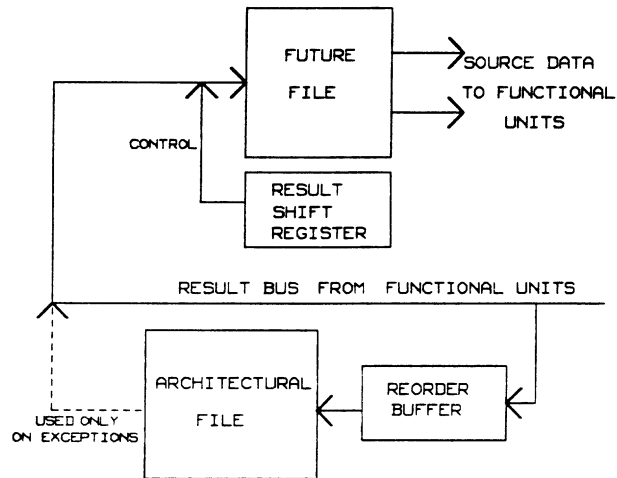 FUTURE
FILE
SOURCE DATA
TO FUNCTIONAL
UNITS
CONTROL
RESULT
SHIFT
REGISTER
RESULT BUS FROM FUNCTIONAL UNITS
ARCHITECTURAL
FILE
REORDER
BUFFER
USED ONLY
ON EXCEPTIONS